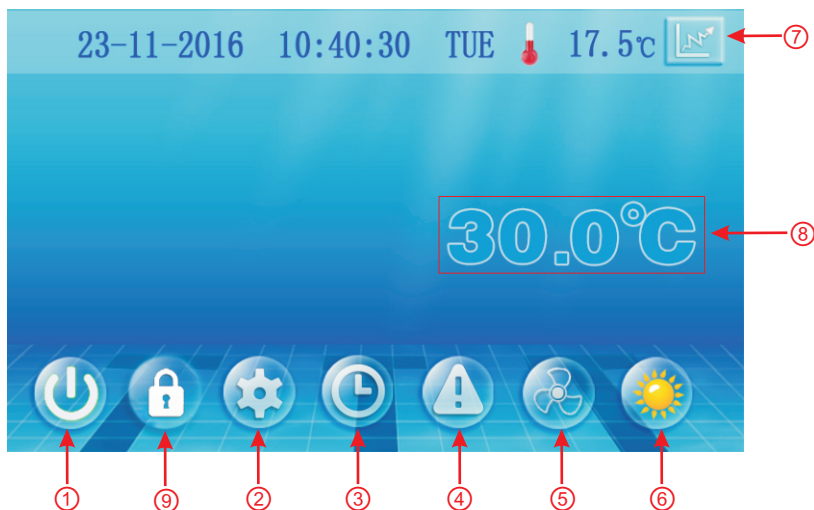 23-11-2016 10:40:30 TUE 17.5℃ ⑦
30.0℃ ⑧
① ⑨ ② ③ ④ ⑤ ⑥